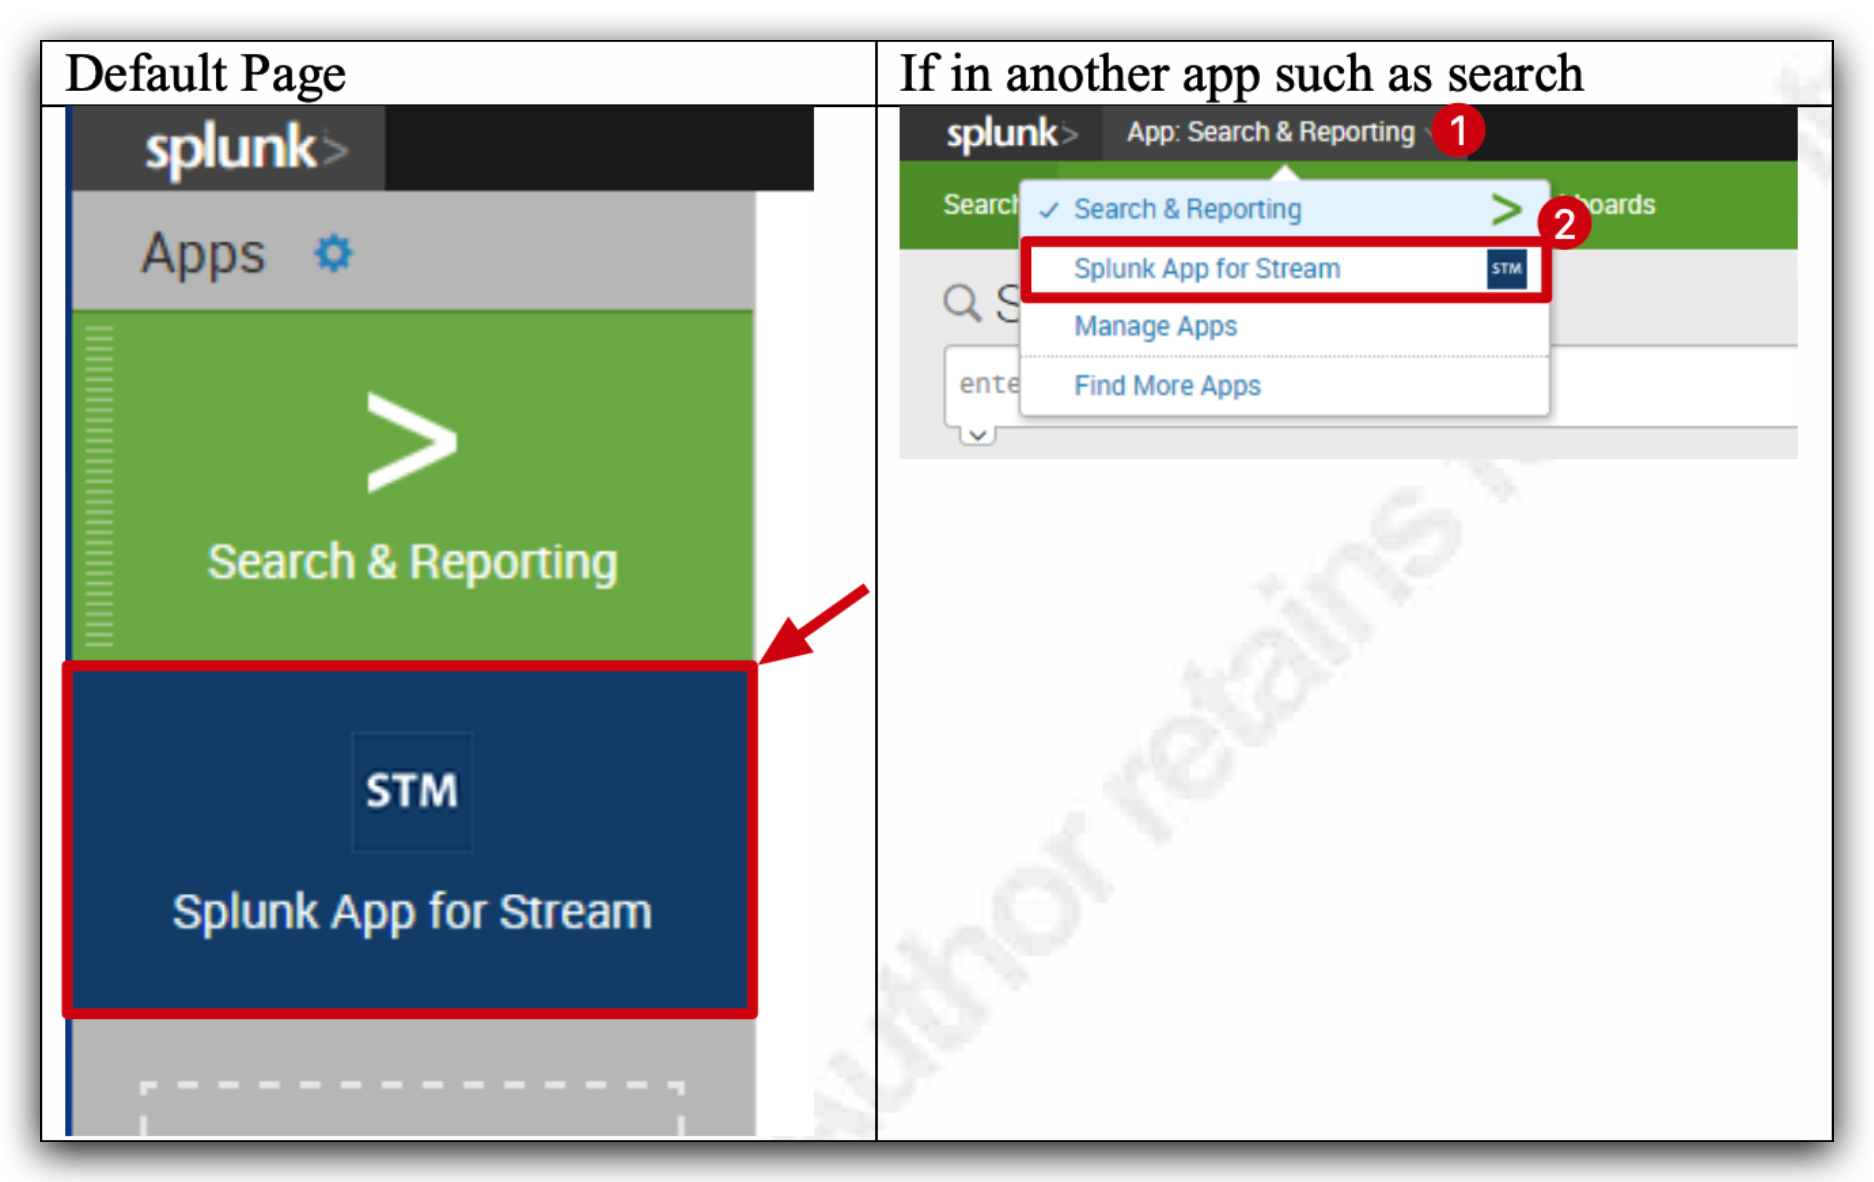 Default Page
splunk>
Apps
>
Search & Reporting
STM
Splunk App for Stream
If in another app such as search
splunk> App: Search & Reporting 1
Search boards
✓ Search & Reporting > 2
Splunk App for Stream STM
Manage Apps
S
ente
Find More Apps
author retains